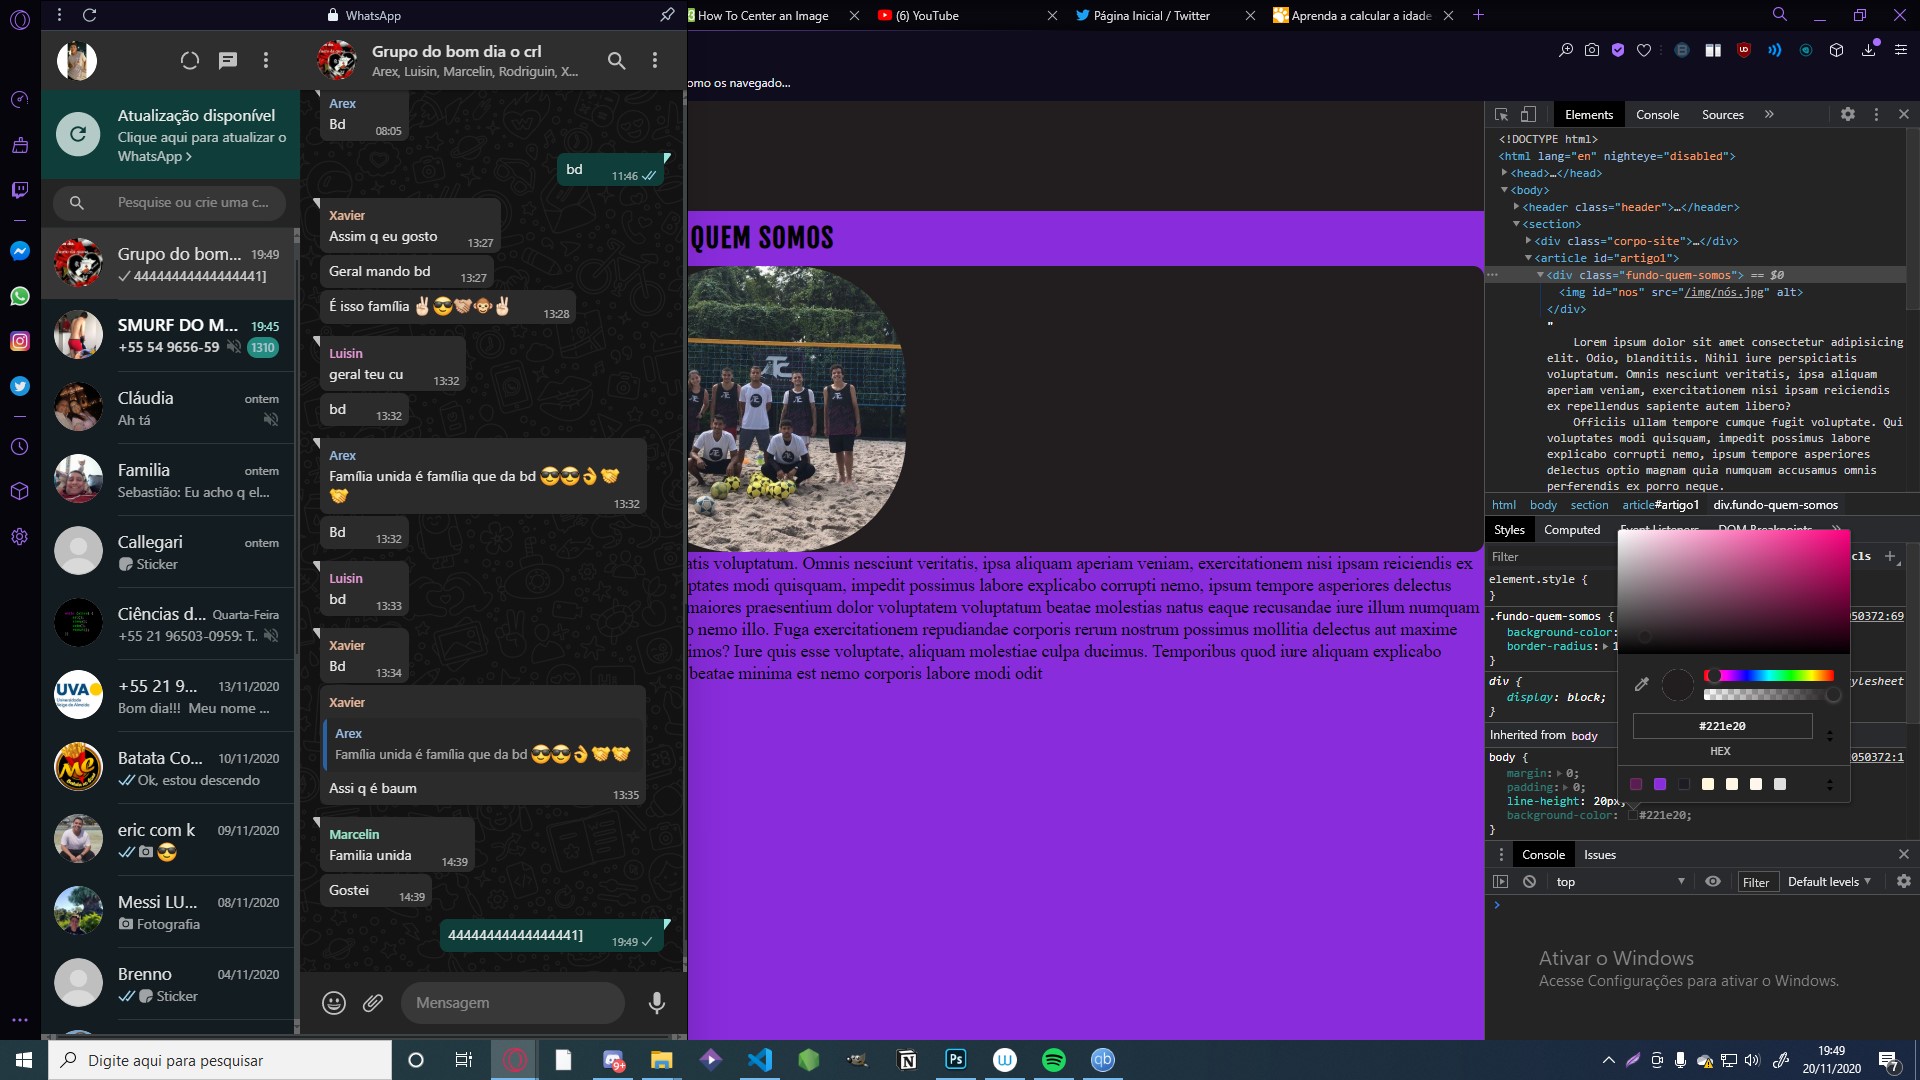 WhatsApp
How To Center an Image
(6) YouTube
Página Inicial / Twitter
Aprenda a calcular a idade
omo os navegado...
Atualização disponível
Clique aqui para atualizar o
WhatsApp
Pesquise ou crie uma c...
Grupo do bom... 19:49
44444444444444441]
SMURF DO M... 19:45
+55 54 9656-59 1310
Cláudia ontem
Ah tá
Familia ontem
Sebastião: Eu acho q el...
Callegari ontem
Sticker
Ciências d... Quarta-Feira
+55 21 96503-0959: T..
UVA
+55 21 9... 13/11/2020
Bom dia!!! Meu nome ...
Batata Co... 10/11/2020
Ok, estou descendo
eric com k 09/11/2020
Messi LU... 08/11/2020
Fotografia
Brenno 04/11/2020
Sticker
Grupo do bom dia o crl
Arex, Luisin, Marcelin, Rodriguin, X...
Arex
Bd 08:05
bd 11:46
Xavier
Assim q eu gosto 13:27
Geral mando bd 13:27
É isso família ✌🏻😎🤝🏻🐵✌🏻 13:28
Luisin
geral teu cu 13:32
bd 13:32
Arex
Família unida é família que da bd 😎😎👌🤝
🤝 13:32
Bd 13:32
Luisin
bd 13:33
Xavier
Bd 13:34
Xavier
Arex
Família unida é família que da bd 😎😎👌🤝🤝
Assi q é baum 13:35
Marcelin
Familia unida 14:39
Gostei 14:39
44444444444444441] 19:49
Mensagem
QUEM SOMOS
atis voluptatum. Omnis nesciunt veritatis, ipsa aliquam aperiam veniam, exercitationem nisi ipsam reiciendis ex
ptates modi quisquam, impedit possimus labore explicabo corrupti nemo, ipsum tempore asperiores delectus
maiores praesentium dolor voluptatem voluptatum beatae molestias natus eaque recusandae iure illum numquam
o nemo illo. Fuga exercitationem repudiandae corporis rerum nostrum possimus mollitia delectus aut maxime
imos? Iure quis esse voluptate, aliquam molestiae culpa ducimus. Temporibus quod iure aliquam explicabo
beatae minima est nemo corporis labore modi odit
Elements Console Sources »
<!DOCTYPE html>
<html lang="en" nighteye="disabled">
<head>…</head>
<body>
<header class="header">…</header>
<section>
<div class="corpo-site">…</div>
<article id="artigo1">
<div class="fundo-quem-somos"> == $0
<img id="nos" src="/img/nós.jpg" alt>
</div>
"
Lorem ipsum dolor sit amet consectetur adipisicing
elit. Odio, blanditiis. Nihil iure perspiciatis
voluptatum. Omnis nesciunt veritatis, ipsa aliquam
aperiam veniam, exercitationem nisi ipsam reiciendis
ex repellendus sapiente autem libero?
Officiis ullam tempore cumque fugit voluptate. Qui
voluptates modi quisquam, impedit possimus labore
explicabo corrupti nemo, ipsum tempore asperiores
delectus optio magnam quia numquam accusamus omnis
perferendis ex porro neque.
html body section article#artigo1 div.fundo-quem-somos
Styles Computed Event Listeners DOM Breakpoints »
Filter cls +
element.style {
}
.fundo-quem-somos { 050372:69
background-color:
border-radius: 1
}
div { ylesheet
display: block;
}
Inherited from body
body { 050372:1
margin: 0;
padding: 0;
line-height: 20px;
background-color: #221e20;
}
#221e20
HEX
Console Issues
top Filter Default levels
Ativar o Windows
Acesse Configurações para ativar o Windows.
Digite aqui para pesquisar
9+
Ps
qb
19:49
20/11/2020
7